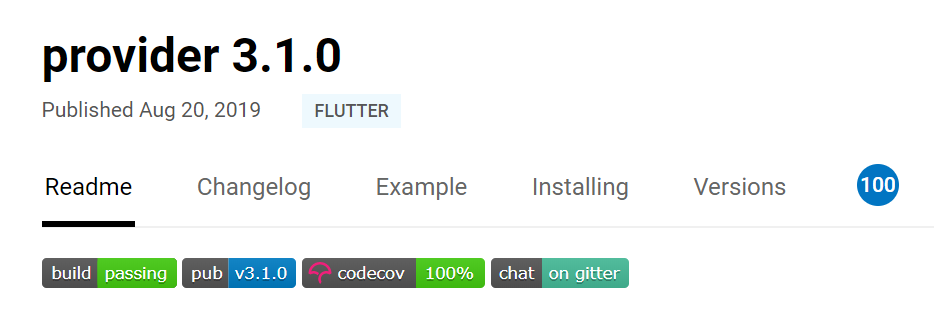 provider 3.1.0
Published Aug 20, 2019 FLUTTER
Readme Changelog Example Installing Versions 100
build passing pub v3.1.0 codecov 100% chat on gitter